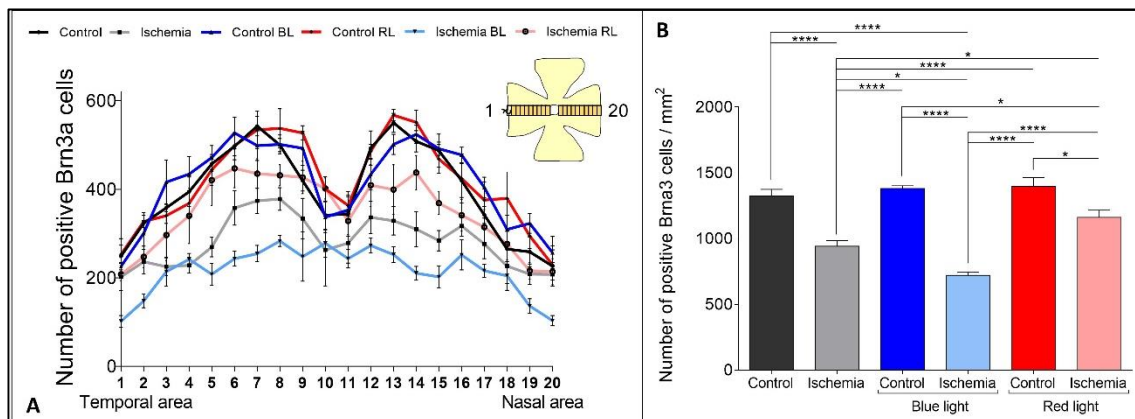 Control Ischemia Control BL Control RL Ischemia BL Ischemia RL
Number of positive Brn3a cells
600
400
200
0
1 20
1 2 3 4 5 6 7 8 9 10 11 12 13 14 15 16 17 18 19 20
Temporal area Nasal area
A
B
****
****
*
****
*
****
*
****
****
****
*
Number of positive Brna3 cells / mm²
2000
1500
1000
500
0
Control Ischemia Control Ischemia Control Ischemia
Blue light Red light